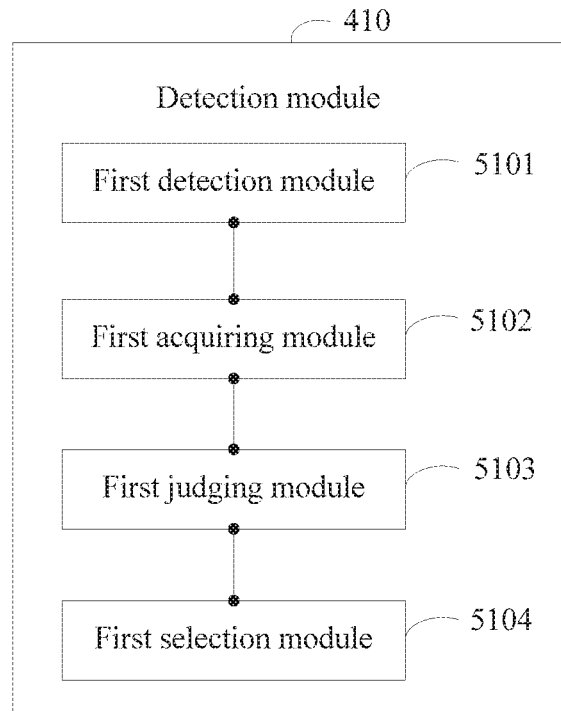 410
Detection module
First detection module
5101
First acquiring module
5102
First judging module
5103
First selection module
5104